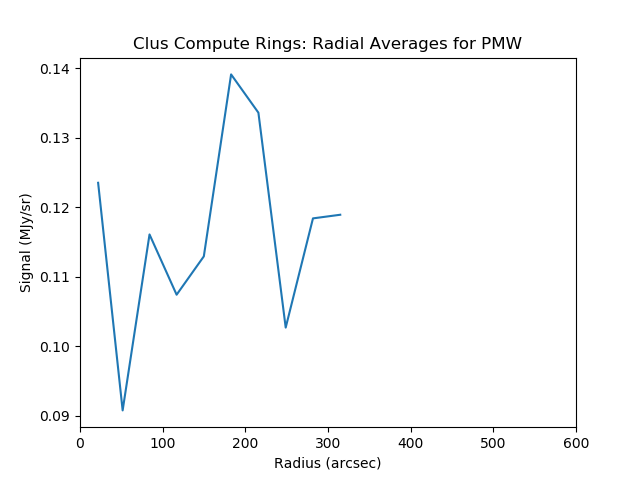 Clus Compute Rings: Radial Averages for PMW
0.14
0.13
0.12
0.11
0.10
0.09
Signal (MJy/sr)
0 100 200 300 400 500 600
Radius (arcsec)